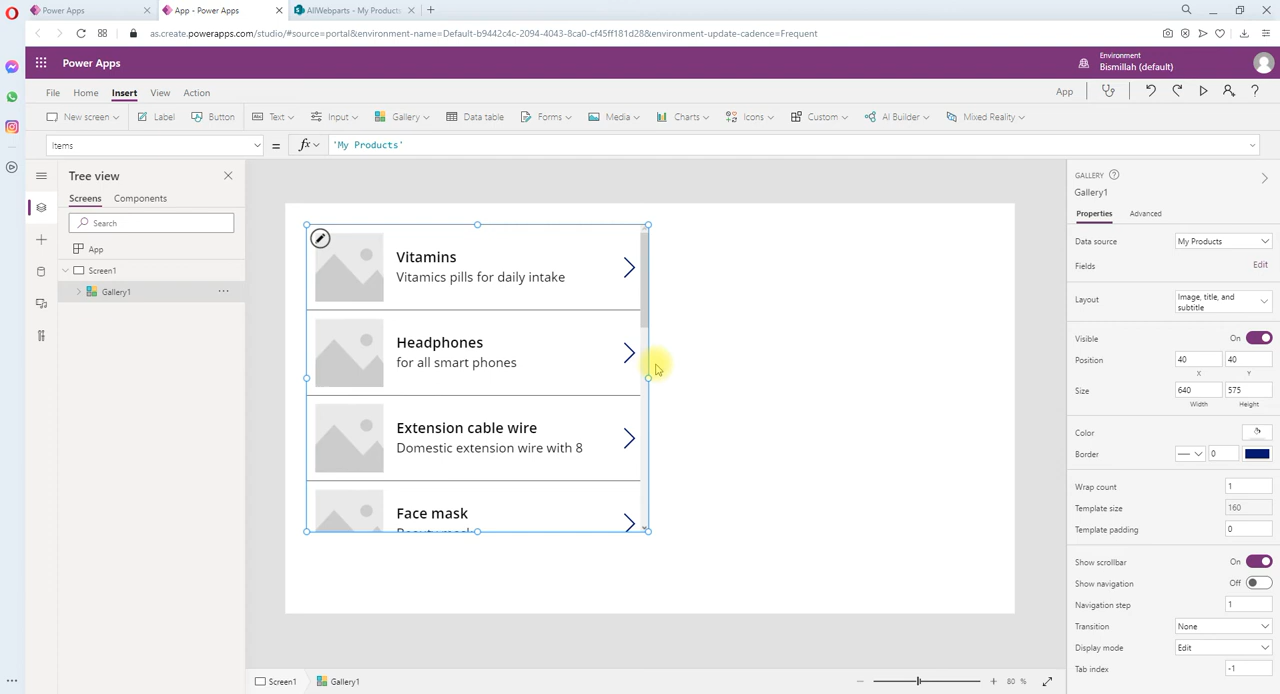 Power Apps
App - Power Apps
AllWebparts - My Products
as.create.powerapps.com/studio/#source=portal&environment-name=Default-b9442c4c-2094-4043-8ca0-cf45ff181d28&environment-update-cadence=Frequent
Power Apps
Environment
Bismillah (default)
File
Home
Insert
View
Action
App
New screen
Label
Button
Text
Input
Gallery
Data table
Forms
Media
Charts
Icons
Custom
AI Builder
Mixed Reality
Items
=
fx
'My Products'
Tree view
Screens
Components
Search
App
Screen1
Gallery1
Vitamins
Vitamics pills for daily intake
Headphones
for all smart phones
Extension cable wire
Domestic extension wire with 8
Face mask
GALLERY
Gallery1
Properties
Advanced
Data source
My Products
Fields
Edit
Layout
Image, title, and
subtitle
Visible
On
Position
40
40
X
Y
Size
640
575
Width
Height
Color
Border
0
Wrap count
1
Template size
160
Template padding
0
Show scrollbar
On
Show navigation
Off
Navigation step
1
Transition
None
Display mode
Edit
Tab index
-1
Screen1
Gallery1
80 %